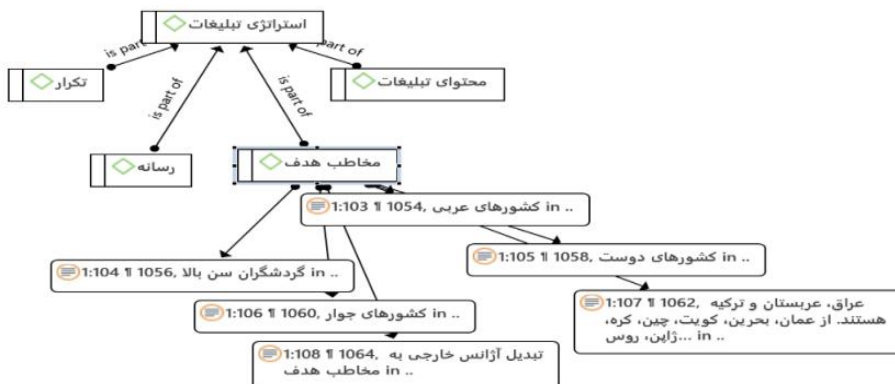 استراتژی تبلیغات
is part
part of
تکرار
محتوای تبلیغات
is part of
is part of
رسانه
مخاطب هدف
1:103 ¶ 1054, کشورهای عربی in ..
1:104 ¶ 1056, گردشگران سن بالا in ..
1:105 ¶ 1058, کشورهای دوست in ..
1:106 ¶ 1060, کشورهای جوار in ..
1:107 ¶ 1062, عراق، عربستان و ترکیه
هستند. از عمان، بحرین، کویت، چین، کره،
ژاپن، روس... in ..
1:108 ¶ 1064, تبدیل آژانس خارجی به
مخاطب هدف in ..